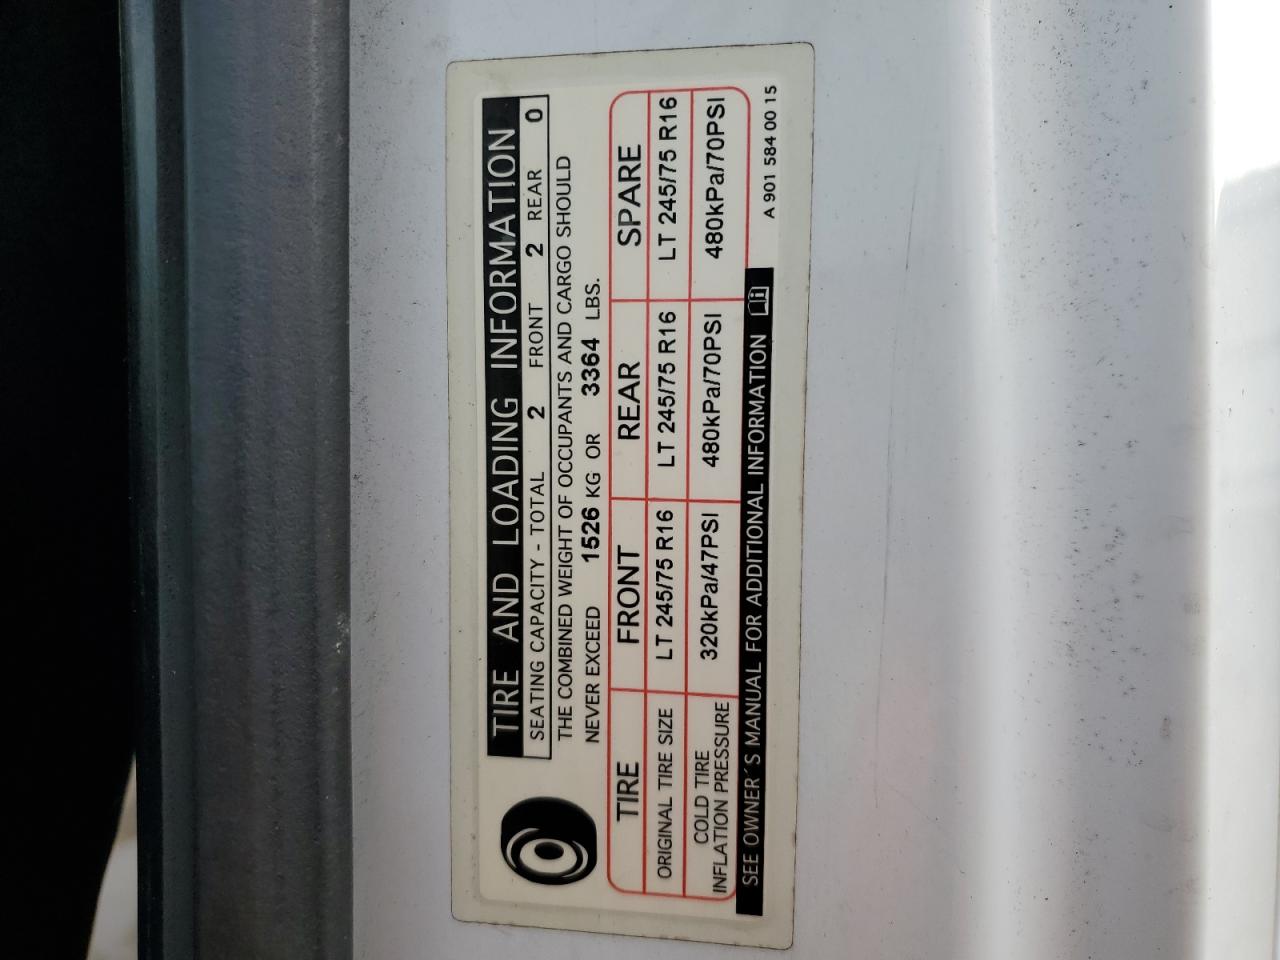 TIRE AND LOADING INFORMATION
SEATING CAPACITY - TOTAL 2 FRONT 2 REAR 0
THE COMBINED WEIGHT OF OCCUPANTS AND CARGO SHOULD
NEVER EXCEED 1526 KG OR 3364 LBS.
TIRE FRONT REAR SPARE
ORIGINAL TIRE SIZE LT 245/75 R16 LT 245/75 R16 LT 245/75 R16
COLD TIRE
INFLATION PRESSURE 320kPa/47PSI 480kPa/70PSI 480kPa/70PSI
SEE OWNER´S MANUAL FOR ADDITIONAL INFORMATION
A 901 584 00 15